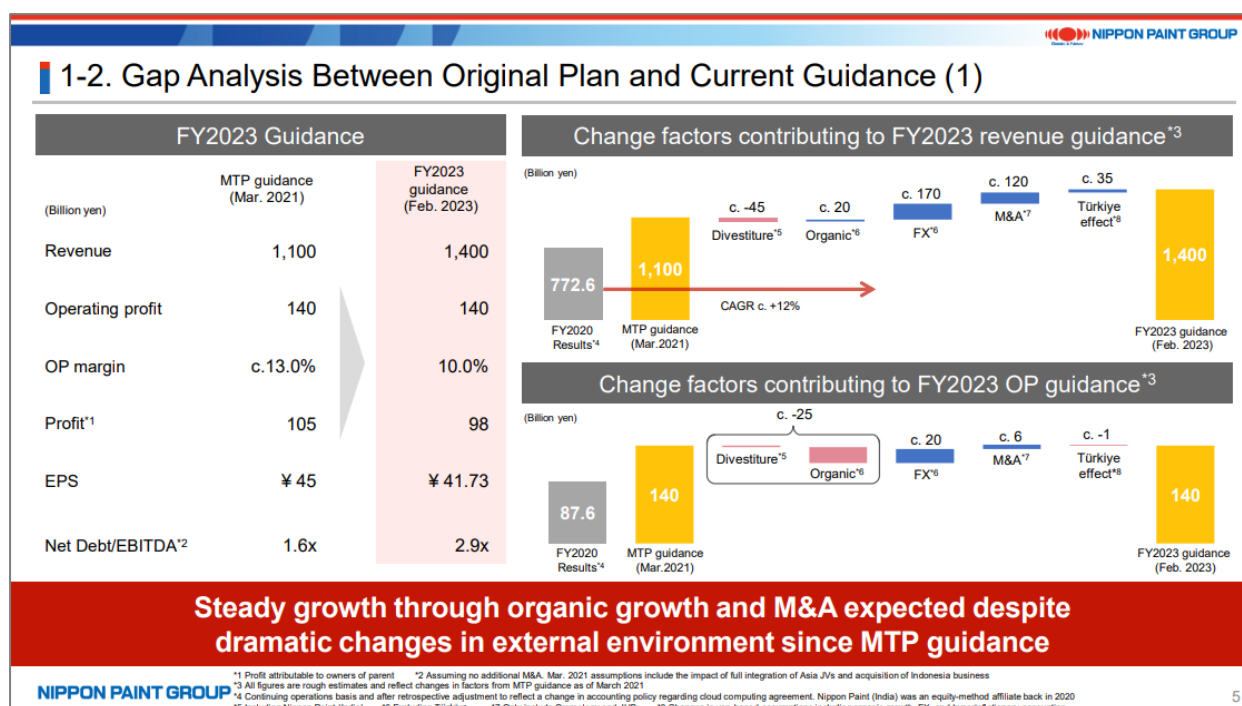 NIPPON PAINT GROUP
1-2. Gap Analysis Between Original Plan and Current Guidance (1)
FY2023 Guidance
(Billion yen)
MTP guidance
(Mar. 2021)
FY2023
guidance
(Feb. 2023)
Revenue 1,100 1,400
Operating profit 140 140
OP margin c.13.0% 10.0%
Profit*1 105 98
EPS ¥ 45 ¥ 41.73
Net Debt/EBITDA*2 1.6x 2.9x
Change factors contributing to FY2023 revenue guidance*3
(Billion yen)
772.6
FY2020
Results*4
1,100
MTP guidance
(Mar.2021)
c. -45
Divestiture*5
c. 20
Organic*6
c. 170
FX*6
c. 120
M&A*7
c. 35
Türkiye
effect*8
1,400
FY2023 guidance
(Feb. 2023)
CAGR c. +12%
Change factors contributing to FY2023 OP guidance*3
(Billion yen)
87.6
FY2020
Results*4
140
MTP guidance
(Mar.2021)
c. -25
Divestiture*5
Organic*6
c. 20
FX*6
c. 6
M&A*7
c. -1
Türkiye
effect*8
140
FY2023 guidance
(Feb. 2023)
Steady growth through organic growth and M&A expected despite
dramatic changes in external environment since MTP guidance
NIPPON PAINT GROUP
*1 Profit attributable to owners of parent *2 Assuming no additional M&A. Mar. 2021 assumptions include the impact of full integration of Asia JVs and acquisition of Indonesia business
*3 All figures are rough estimates and reflect changes in factors from MTP guidance as of March 2021
*4 Continuing operations basis and after retrospective adjustment to reflect a change in accounting policy regarding cloud computing agreement. Nippon Paint (India) was an equity-method affiliate back in 2020
5